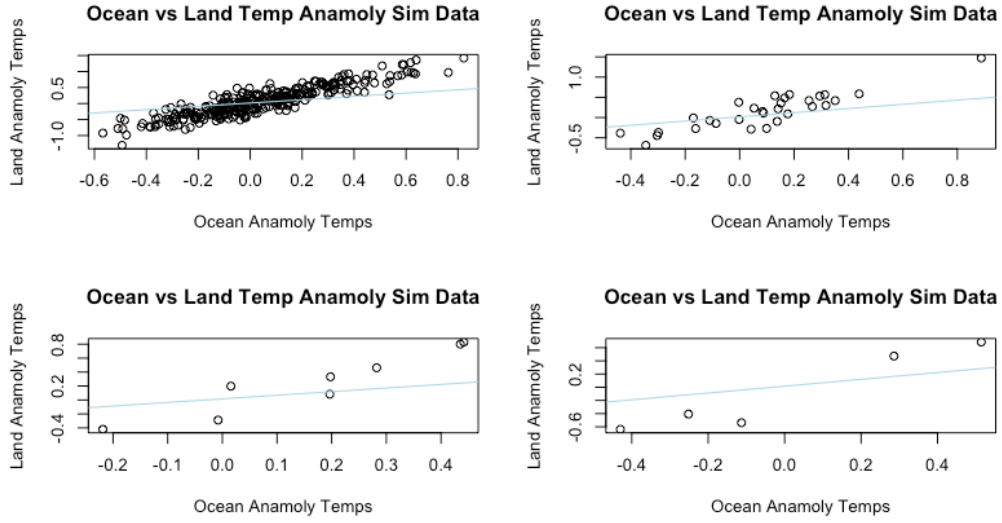 Ocean vs Land Temp Anamoly Sim Data
Land Anamoly Temps
0.5
-1.0
-0.6 -0.4 -0.2 0.0 0.2 0.4 0.6 0.8
Ocean Anamoly Temps
Ocean vs Land Temp Anamoly Sim Data
Land Anamoly Temps
1.0
-0.5
-0.4 -0.2 0.0 0.2 0.4 0.6 0.8
Ocean Anamoly Temps
Ocean vs Land Temp Anamoly Sim Data
Land Anamoly Temps
0.8
0.2
-0.4
-0.2 -0.1 0.0 0.1 0.2 0.3 0.4
Ocean Anamoly Temps
Ocean vs Land Temp Anamoly Sim Data
Land Anamoly Temps
0.2
-0.6
-0.4 -0.2 0.0 0.2 0.4
Ocean Anamoly Temps